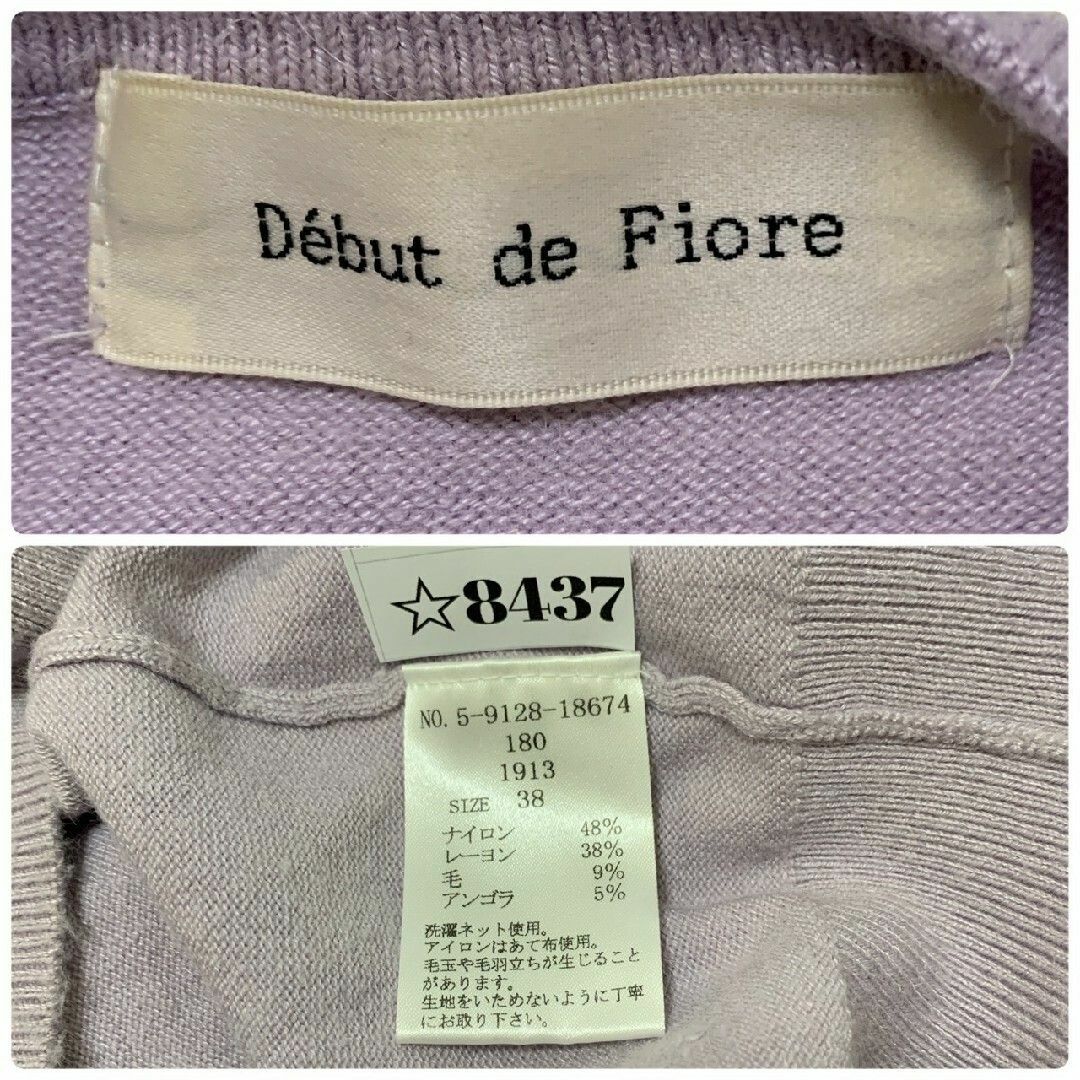 Début de Fiore
☆8437
NO. 5-9128-18674
180
1913
SIZE 38
ナイロン 48%
レーヨン 38%
毛 9%
アンゴラ 5%
洗濯ネット使用。
アイロンはあて布使用。
毛玉や毛羽立ちが生じること
があります。
生地をいためないように丁寧
にお取り下さい。